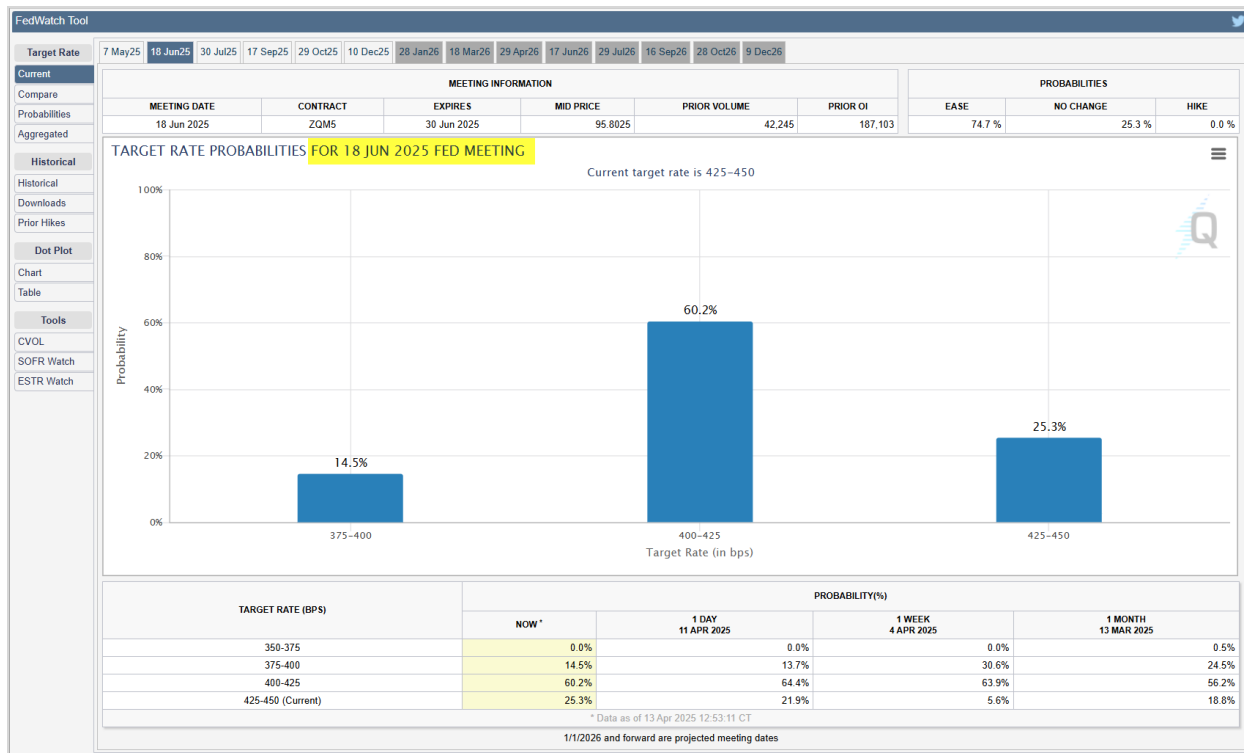 FedWatch Tool
Target Rate
Current
Compare
Probabilities
Aggregated
Historical
Historical
Downloads
Prior Hikes
Dot Plot
Chart
Table
Tools
CVOL
SOFR Watch
ESTR Watch
7 May25 18 Jun25 30 Jul25 17 Sep25 29 Oct25 10 Dec25 28 Jan26 18 Mar26 29 Apr26 17 Jun26 29 Jul26 16 Sep26 28 Oct26 9 Dec26
MEETING INFORMATION PROBABILITIES
MEETING DATE CONTRACT EXPIRES MID PRICE PRIOR VOLUME PRIOR OI EASE NO CHANGE HIKE
18 Jun 2025 ZQM5 30 Jun 2025 95.8025 42,245 187,103 74.7 % 25.3 % 0.0 %
TARGET RATE PROBABILITIES FOR 18 JUN 2025 FED MEETING
Current target rate is 425-450
Q
Probability
100%
80%
60%
40%
20%
0%
14.5%
60.2%
25.3%
375-400 400-425 425-450
Target Rate (in bps)
TARGET RATE (BPS) PROBABILITY(%)
NOW * 1 DAY 1 WEEK 1 MONTH
11 APR 2025 4 APR 2025 13 MAR 2025
350-375 0.0% 0.0% 0.0% 0.5%
375-400 14.5% 13.7% 30.6% 24.5%
400-425 60.2% 64.4% 63.9% 56.2%
425-450 (Current) 25.3% 21.9% 5.6% 18.8%
* Data as of 13 Apr 2025 12:53:11 CT
1/1/2026 and forward are projected meeting dates